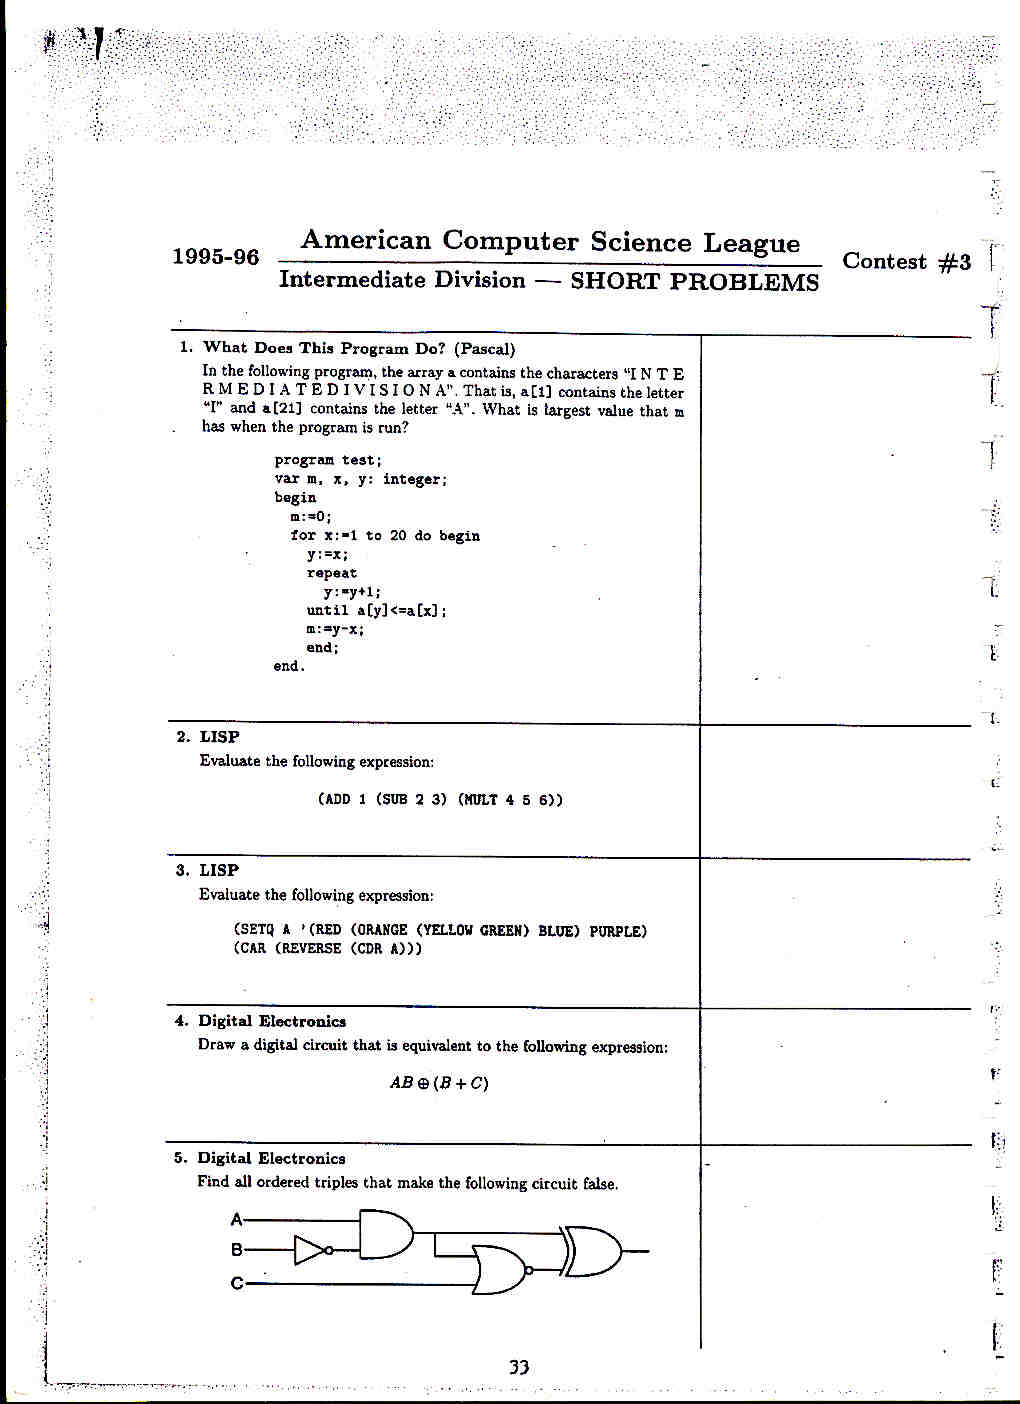 American Computer Science League
1995-96
Contest #3
Intermediate Division — SHORT PROBLEMS
1. What Does This Program Do? (Pascal)
In the following program, the array a contains the characters “I N T E
R M E D I A T E D I V I S I O N A”. That is, a[1] contains the letter
“I” and a[21] contains the letter “A”. What is largest value that m
has when the program is run?
program test;
var m, x, y: integer;
begin
m:=0;
for x:=1 to 20 do begin
y:=x;
repeat
y:=y+1;
until a[y]<=a[x];
m:=y-x;
end;
end.
2. LISP
Evaluate the following expression:
(ADD 1 (SUB 2 3) (MULT 4 5 6))
3. LISP
Evaluate the following expression:
(SETQ A '(RED (ORANGE (YELLOW GREEN) BLUE) PURPLE)
(CAR (REVERSE (CDR A)))
4. Digital Electronics
Draw a digital circuit that is equivalent to the following expression:
AB ⊕ (B + C)
5. Digital Electronics
Find all ordered triples that make the following circuit false.
A
B
C
33